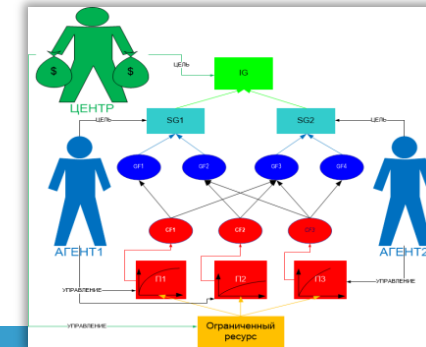 $
$
ЦЕНТР
ЦЕЛЬ
IG
ЦЕЛЬ
SG1
SG2
ЦЕЛЬ
GF1
GF2
GF3
GF4
АГЕНТ1
АГЕНТ2
CF1
CF2
CF3
П1
П2
П3
УПРАВЛЕНИЕ
УПРАВЛЕНИЕ
УПРАВЛЕНИЕ
Ограниченный
ресурс